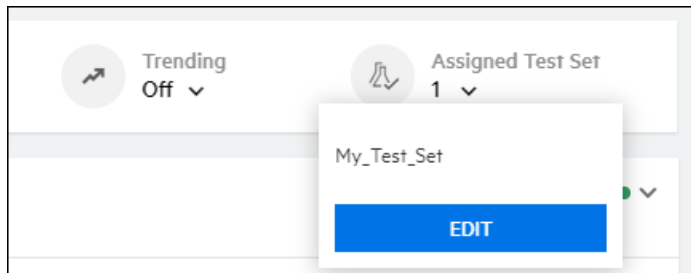 Trending
Off
Assigned Test Set
1
My_Test_Set
EDIT